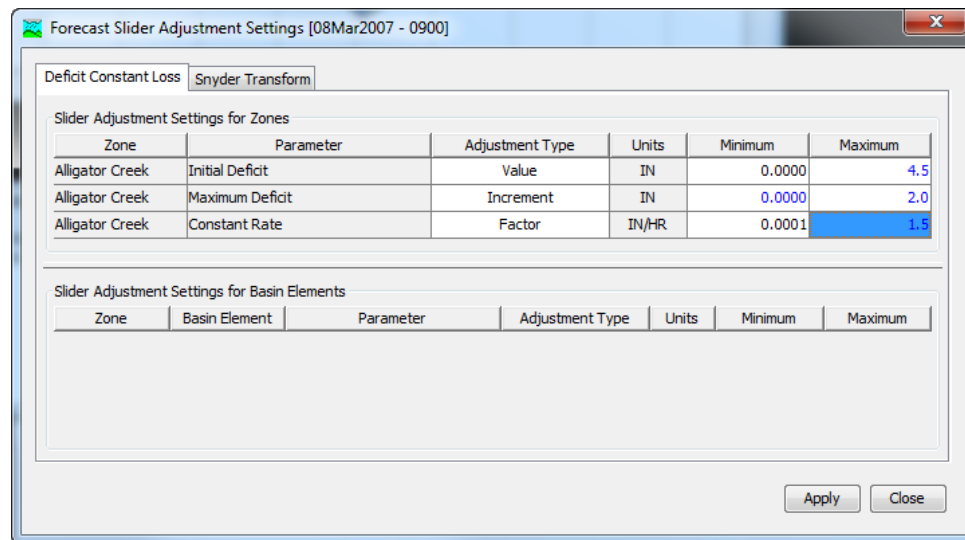 Forecast Slider Adjustment Settings [08Mar2007 - 0900]
Deficit Constant Loss Snyder Transform
Slider Adjustment Settings for Zones
Zone Parameter Adjustment Type Units Minimum Maximum
Alligator Creek Initial Deficit Value IN 0.0000 4.5
Alligator Creek Maximum Deficit Increment IN 0.0000 2.0
Alligator Creek Constant Rate Factor IN/HR 0.0001 1.5
Slider Adjustment Settings for Basin Elements
Zone Basin Element Parameter Adjustment Type Units Minimum Maximum
Apply Close